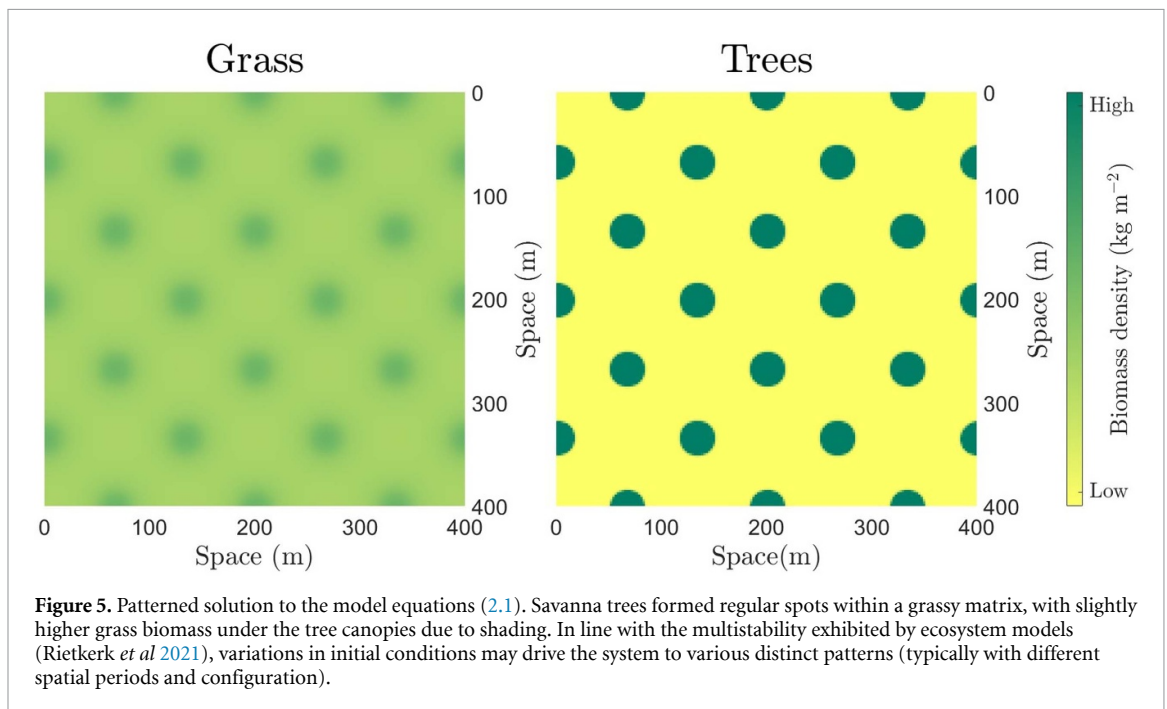 Grass
Trees
0
100
200
300
400
Space (m)
0
100
200
300
400
Space (m)
0
100
200
300
400
Space (m)
0
100
200
300
400
Space(m)
High
Low
Biomass density (kg m⁻²)
Figure 5. Patterned solution to the model equations (2.1). Savanna trees formed regular spots within a grassy matrix, with slightly
higher grass biomass under the tree canopies due to shading. In line with the multistability exhibited by ecosystem models
(Rietkerk et al 2021), variations in initial conditions may drive the system to various distinct patterns (typically with different
spatial periods and configuration).